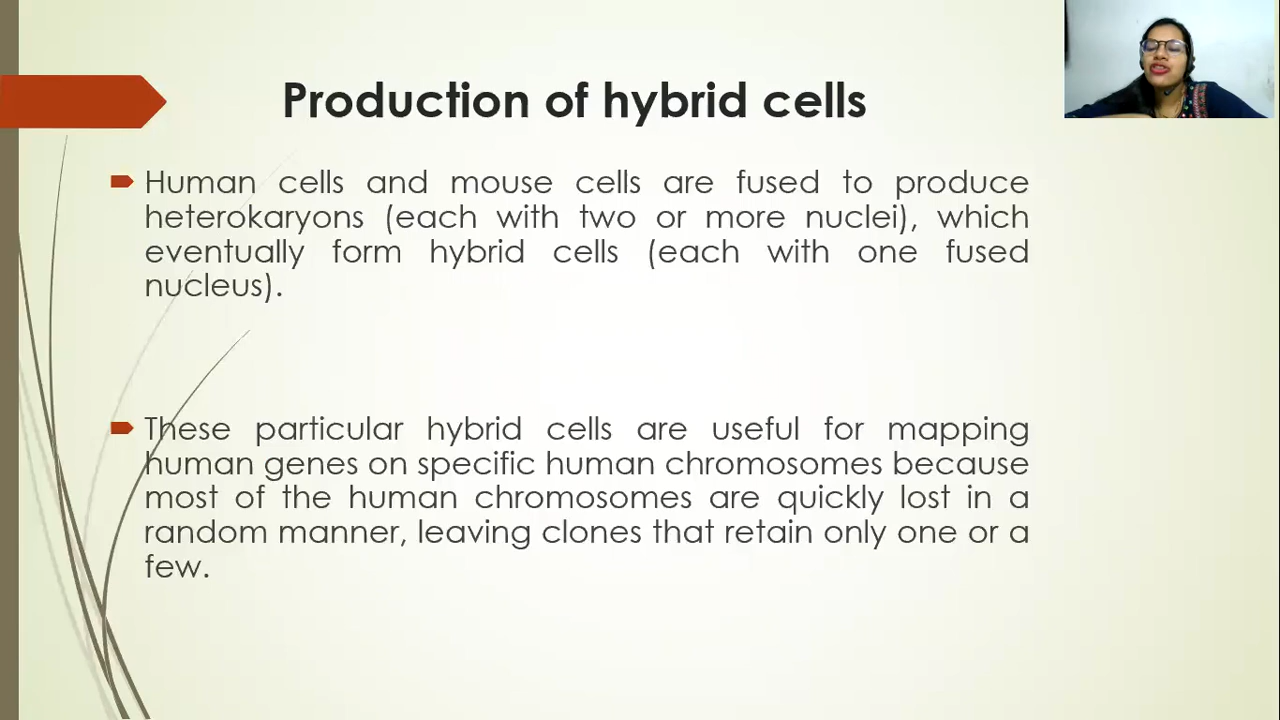 Production of hybrid cells
Human cells and mouse cells are fused to produce
heterokaryons (each with two or more nuclei), which
eventually form hybrid cells (each with one fused
nucleus).
These particular hybrid cells are useful for mapping
human genes on specific human chromosomes because
most of the human chromosomes are quickly lost in a
random manner, leaving clones that retain only one or a
few.